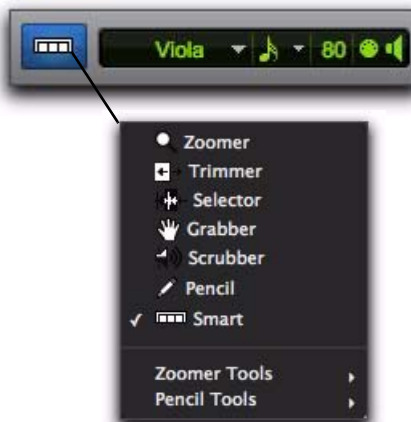 Viola 80
Zoomer
Trimmer
Selector
Grabber
Scrubber
Pencil
✓ Smart
Zoomer Tools
Pencil Tools